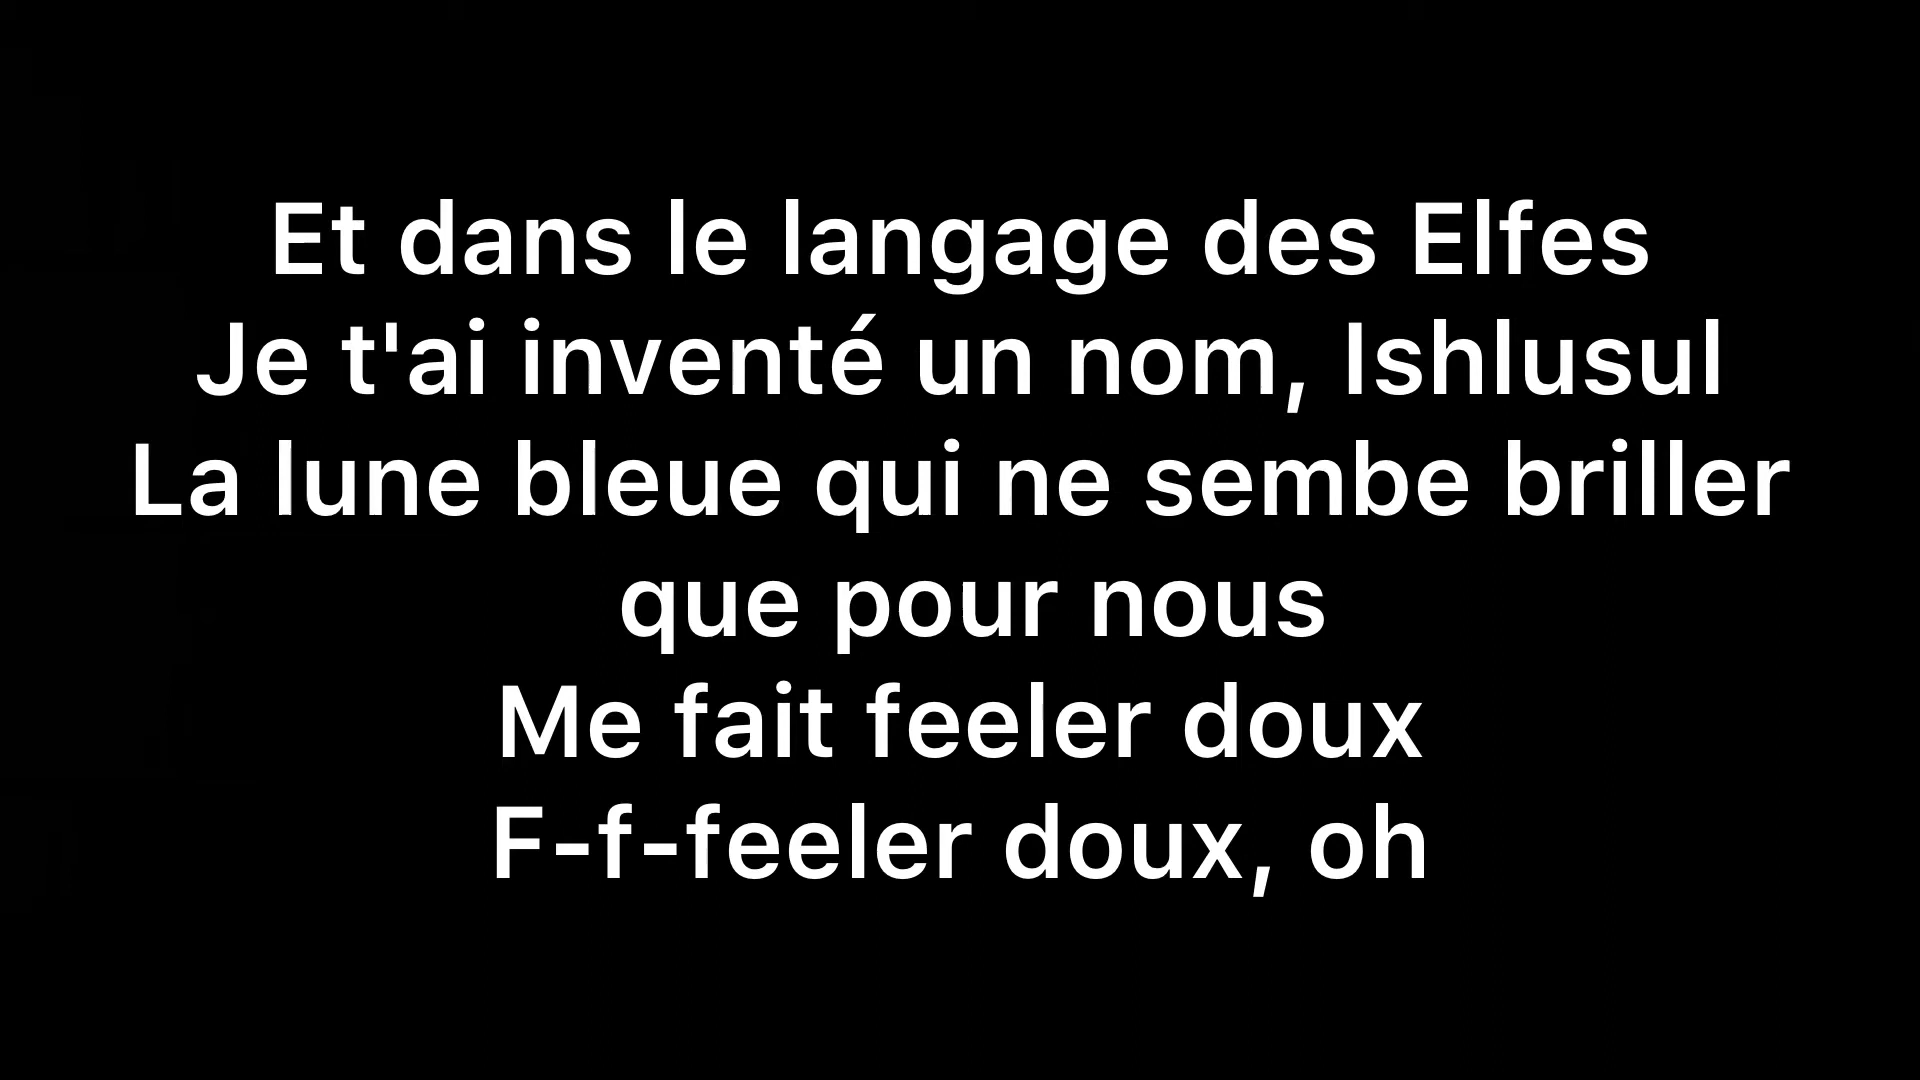 Et dans le langage des Elfes
Je t'ai inventé un nom, Ishlusul
La lune bleue qui ne sembe briller
que pour nous
Me fait feeler doux
F-f-feeler doux, oh